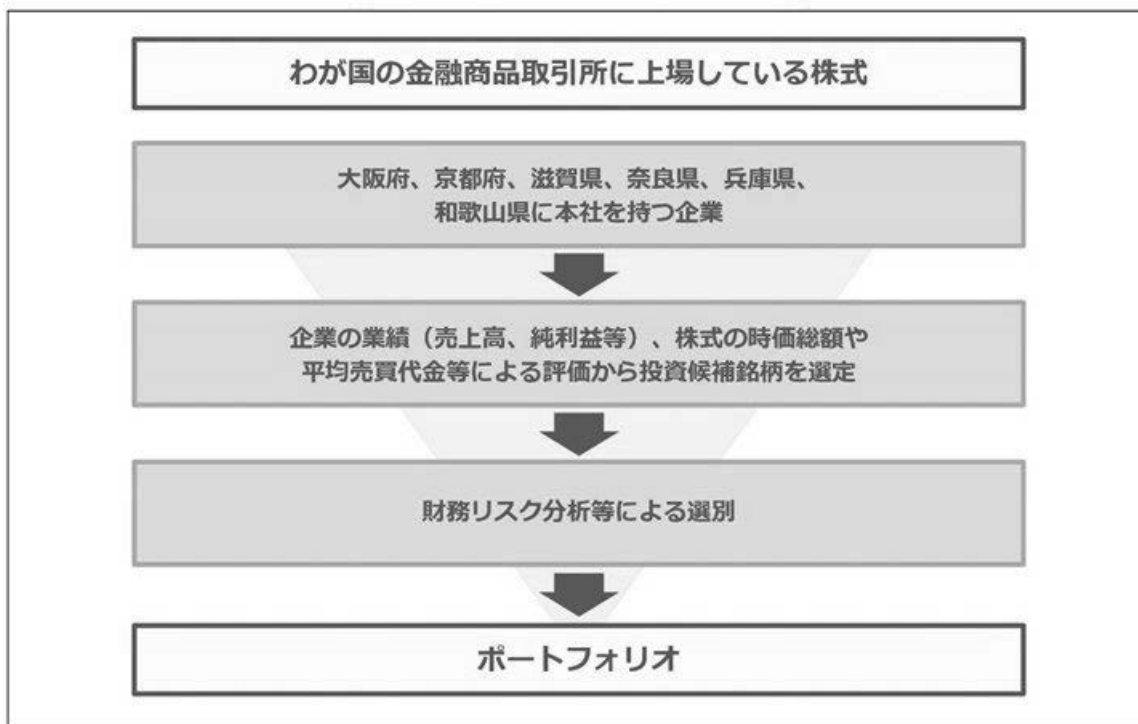 わが国の金融商品取引所に上場している株式
大阪府、京都府、滋賀県、奈良県、兵庫県、
和歌山県に本社を持つ企業
企業の業績（売上高、純利益等）、株式の時価総額や
平均売買代金等による評価から投資候補銘柄を選定
財務リスク分析等による選別
ポートフォリオ